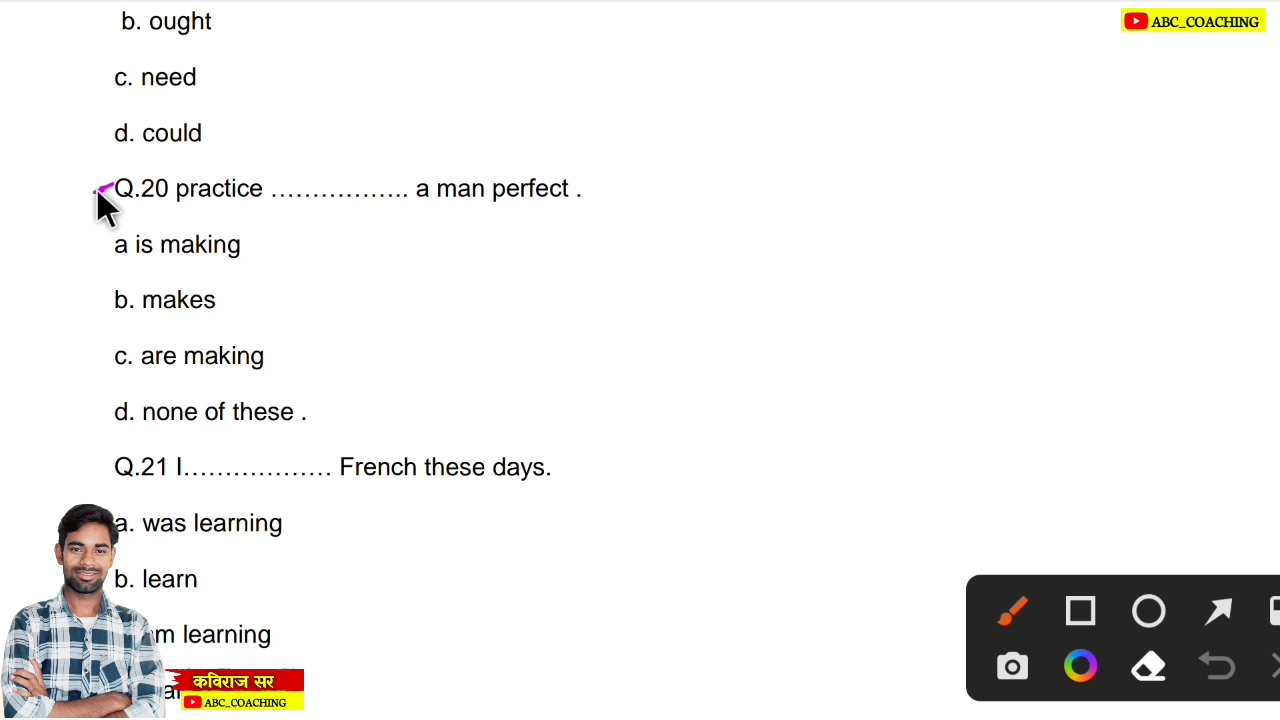 b. ought
ABC_COACHING
c. need
d. could
Q.20 practice …………….. a man perfect .
a is making
b. makes
c. are making
d. none of these .
Q.21 I……………… French these days.
a. was learning
b. learn
m learning
कविराज सर
ABC_COACHING